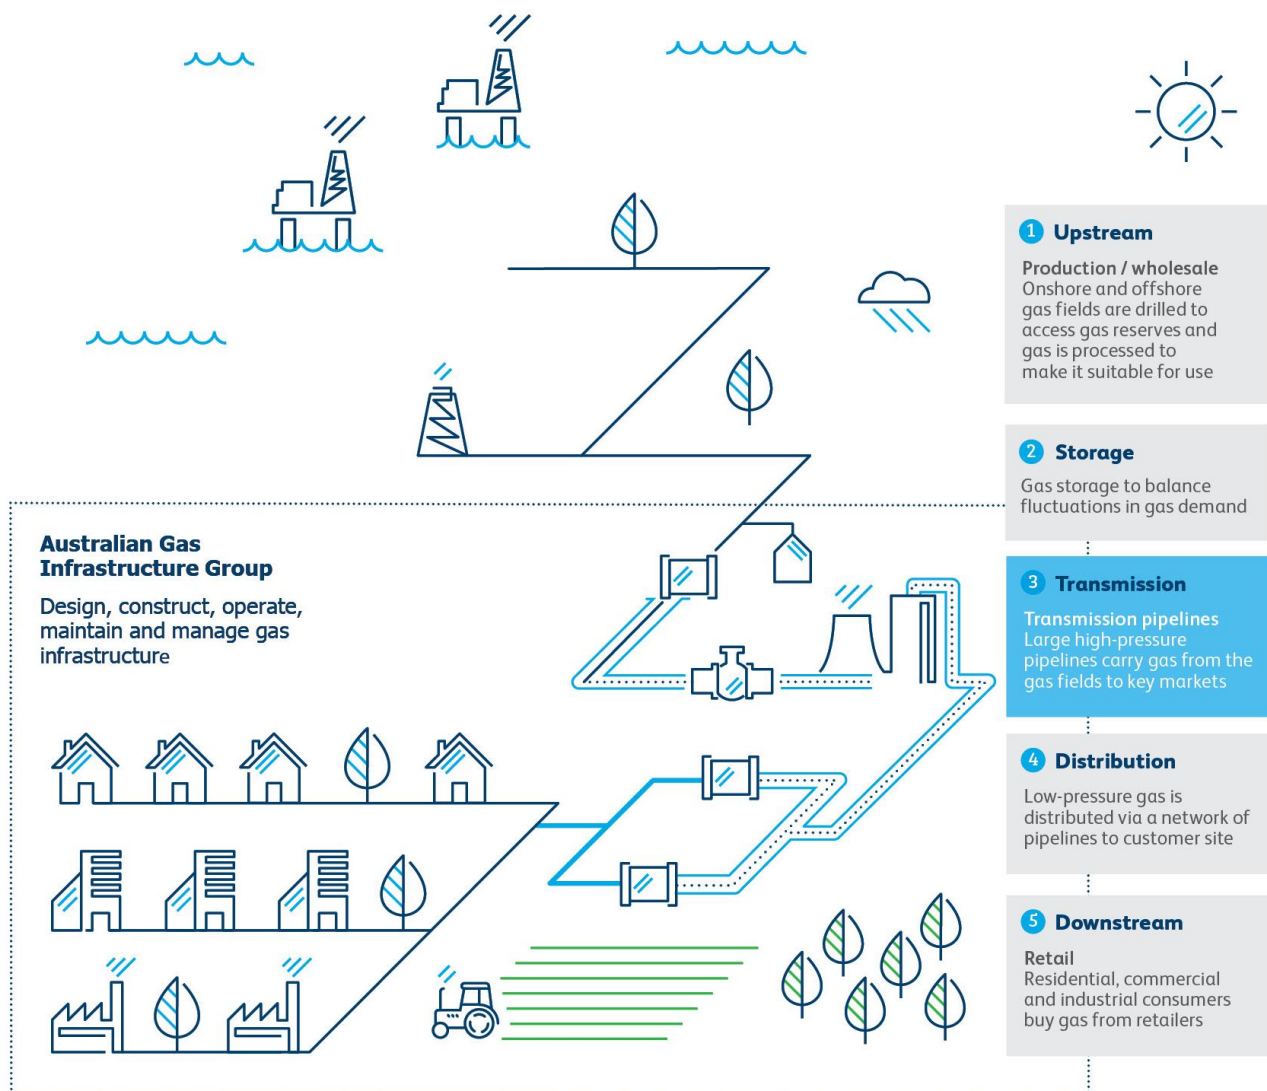 1 Upstream
Production / wholesale
Onshore and offshore
gas fields are drilled to
access gas reserves and
gas is processed to
make it suitable for use
2 Storage
Gas storage to balance
fluctuations in gas demand
Australian Gas
Infrastructure Group
Design, construct, operate,
maintain and manage gas
infrastructure
3 Transmission
Transmission pipelines
Large high-pressure
pipelines carry gas from the
gas fields to key markets
4 Distribution
Low-pressure gas is
distributed via a network of
pipelines to customer site
5 Downstream
Retail
Residential, commercial
and industrial consumers
buy gas from retailers